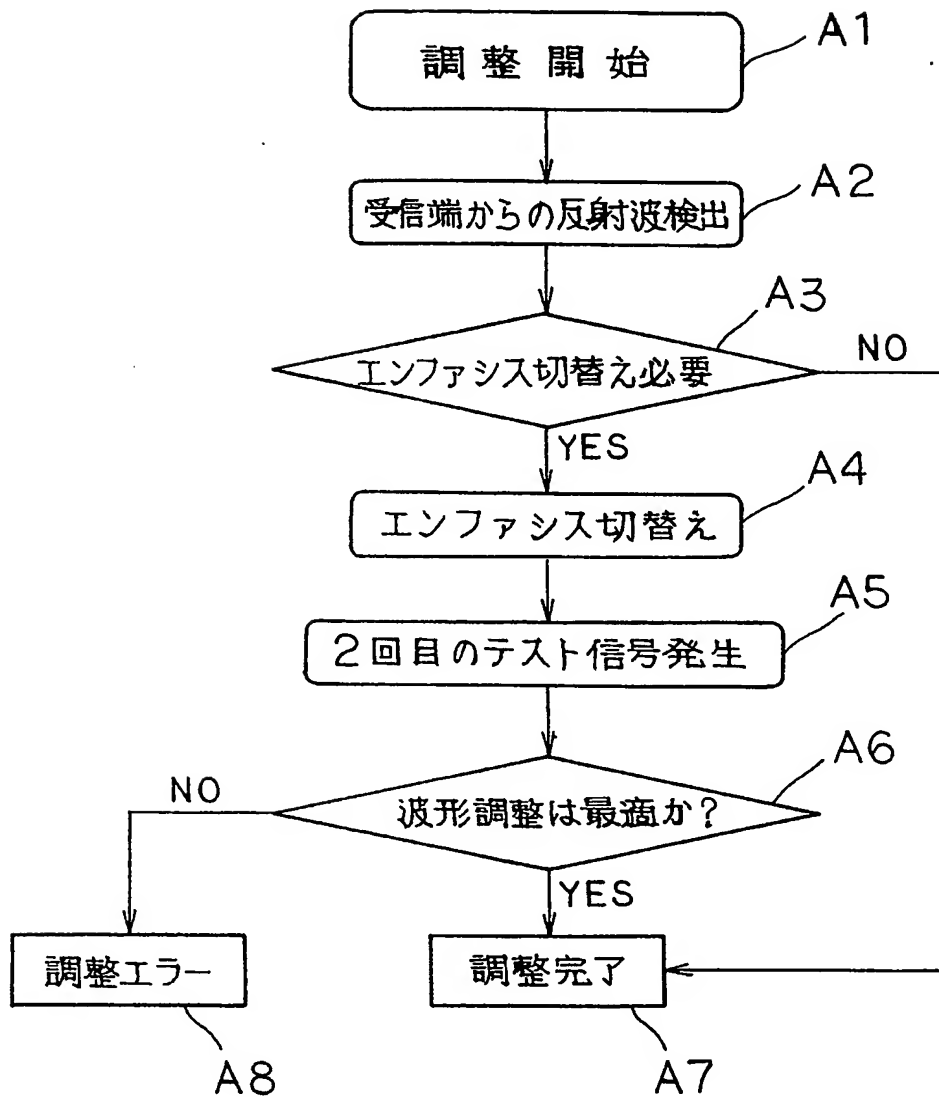 調整開始
A1
受信端からの反射波検出
A2
エンファシス切替え必要
A3
NO
YES
エンファシス切替え
A4
2回目のテスト信号発生
A5
波形調整は最適か?
A6
NO
YES
調整エラー
調整完了
A8
A7